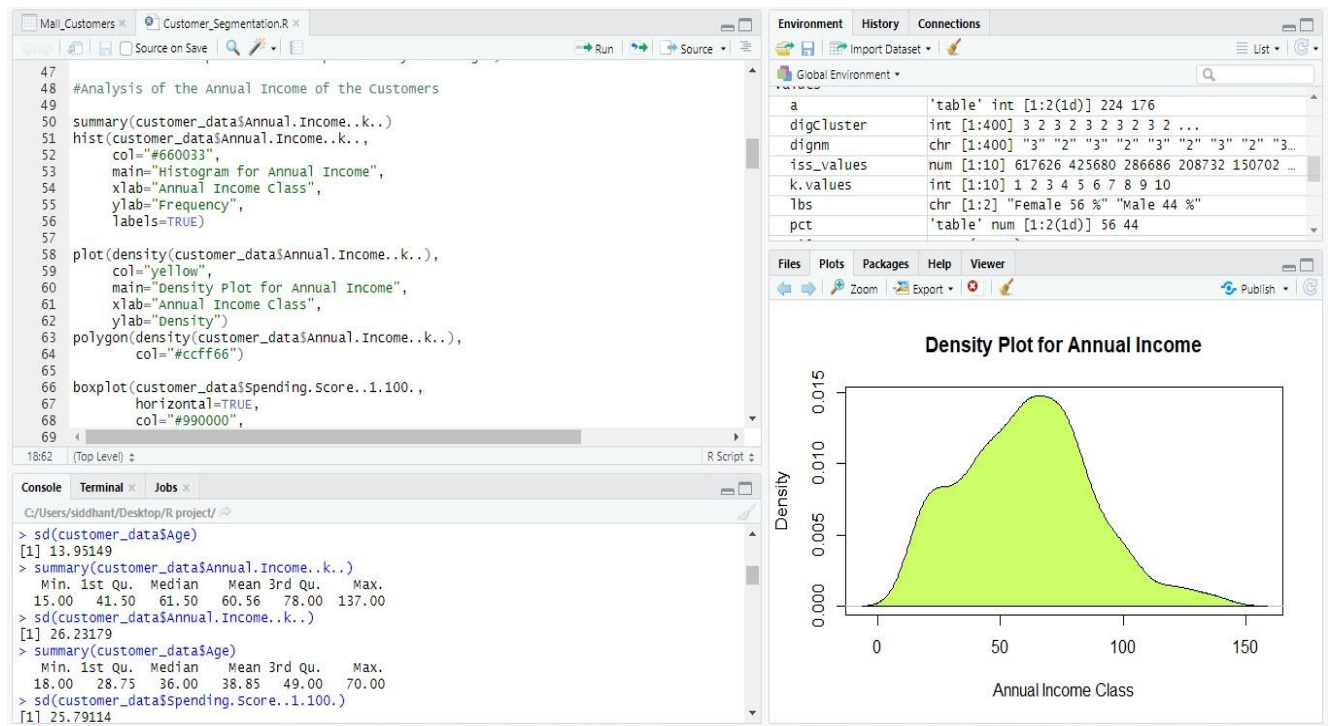 Mall_Customers
Customer_Segmentation.R
Source on Save
Run
Source
47
48 #Analysis of the Annual Income of the Customers
49
50 summary(customer_data$Annual.Income..k..)
51 hist(customer_data$Annual.Income..k..,
52 col="#660033",
53 main="Histogram for Annual Income",
54 xlab="Annual Income Class",
55 ylab="Frequency",
56 labels=TRUE)
57
58 plot(density(customer_data$Annual.Income..k..),
59 col="yellow",
60 main="Density Plot for Annual Income",
61 xlab="Annual Income Class",
62 ylab="Density")
63 polygon(density(customer_data$Annual.Income..k..),
64 col="#ccff66")
65
66 boxplot(customer_data$Spending.Score..1.100.,
67 horizontal=TRUE,
68 col="#990000",
69
18:62 (Top Level)
R Script
Console Terminal Jobs
C:/Users/siddhant/Desktop/R project/
> sd(customer_data$Age)
[1] 13.95149
> summary(customer_data$Annual.Income..k..)
Min. 1st Qu. Median Mean 3rd Qu. Max.
15.00 41.50 61.50 60.56 78.00 137.00
> sd(customer_data$Annual.Income..k..)
[1] 26.23179
> summary(customer_data$Age)
Min. 1st Qu. Median Mean 3rd Qu. Max.
18.00 28.75 36.00 38.85 49.00 70.00
> sd(customer_data$Spending.Score..1.100.)
[1] 25.79114
Environment History Connections
Import Dataset
List
Global Environment
a 'table' int [1:2(1d)] 224 176
digCluster int [1:400] 3 2 3 2 3 2 3 2 3 2 ...
dignm chr [1:400] "3" "2" "3" "2" "3" "2" "3" "2" "3...
iss_values num [1:10] 617626 425680 286686 208732 150702 ...
k.values int [1:10] 1 2 3 4 5 6 7 8 9 10
lbs chr [1:2] "Female 56 %" "Male 44 %"
pct 'table' num [1:2(1d)] 56 44
Files Plots Packages Help Viewer
Zoom Export
Publish
Density Plot for Annual Income
0.015
0.010
0.005
0.000
Density
0 50 100 150
Annual Income Class